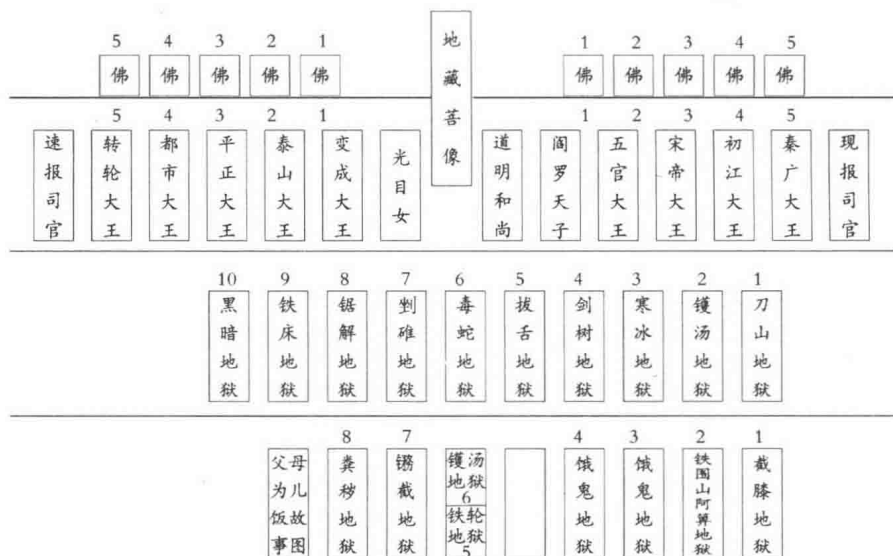 5 4 3 2 1 1 2 3 4 5
佛 佛 佛 佛 佛 地藏菩像 佛 佛 佛 佛 佛
5 4 3 2 1 1 2 3 4 5
速报司官 转轮大王 都市大王 平正大王 泰山大王 变成大王 光目女 道明和尚 阎罗天子 五官大王 宋帝大王 初江大王 秦广大王 现报司官
10 9 8 7 6 5 4 3 2 1
黑暗地狱 铁床地狱 锯解地狱 剉碓地狱 毒蛇地狱 拔舌地狱 剑树地狱 寒冰地狱 镬汤地狱 刀山地狱
8 7 4 3 2 1
父母
为儿
饭故
事图
粪秽地狱
截地狱
镬汤
地狱
6
铁轮
地狱
5
饿鬼地狱
饿鬼地狱
铁围山阿算地狱
截膝地狱